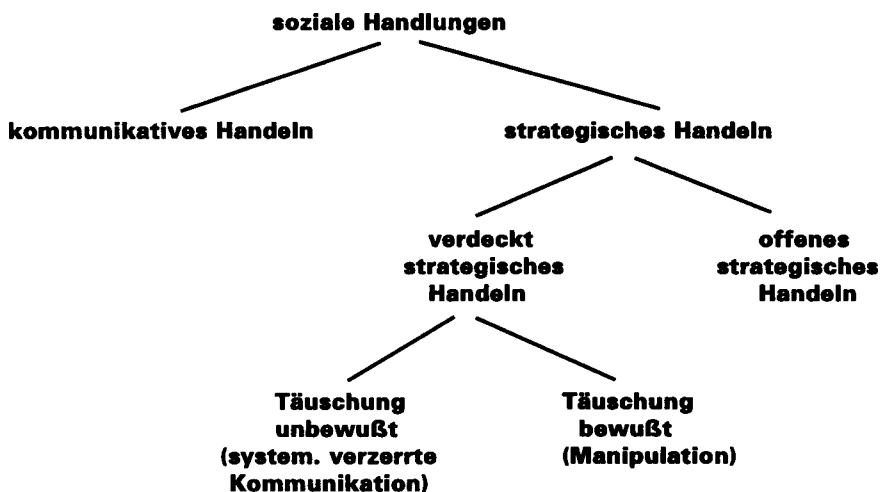 soziale Handlungen
kommunikatives Handeln
strategisches Handeln
verdeckt
strategisches
Handeln
offenes
strategisches
Handeln
Täuschung
unbewußt
(system. verzerrte
Kommunikation)
Täuschung
bewußt
(Manipulation)